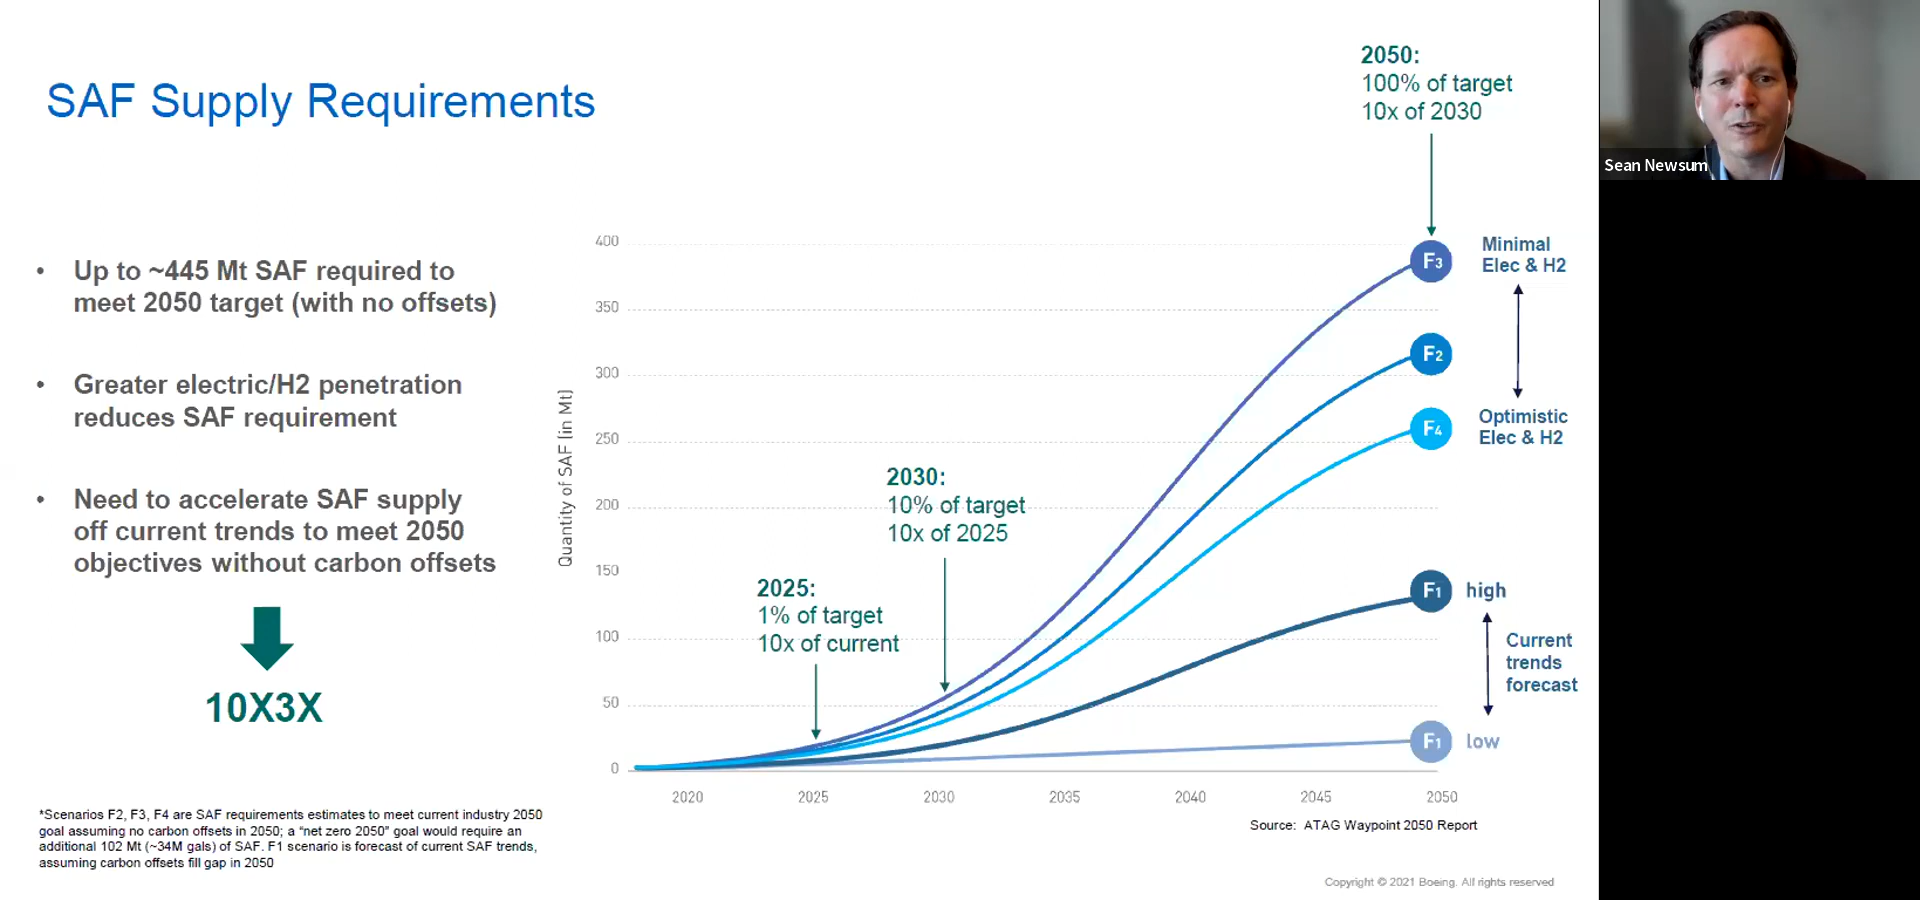 SAF Supply Requirements
• Up to ~445 Mt SAF required to
meet 2050 target (with no offsets)
• Greater electric/H2 penetration
reduces SAF requirement
• Need to accelerate SAF supply
off current trends to meet 2050
objectives without carbon offsets
10X3X
*Scenarios F2, F3, F4 are SAF requirements estimates to meet current industry 2050
goal assuming no carbon offsets in 2050; a “net zero 2050” goal would require an
additional 102 Mt (~34M gals) of SAF. F1 scenario is forecast of current SAF trends,
assuming carbon offsets fill gap in 2050
Quantity of SAF (in Mt)
400
350
300
250
200
150
100
50
0
2020
2025
2030
2035
2040
2045
2050
2025:
1% of target
10x of current
2030:
10% of target
10x of 2025
2050:
100% of target
10x of 2030
F3
F2
F4
F1
F1
Minimal
Elec & H2
Optimistic
Elec & H2
high
Current
trends
forecast
low
Source: ATAG Waypoint 2050 Report
Copyright © 2021 Boeing. All rights reserved
Sean Newsum